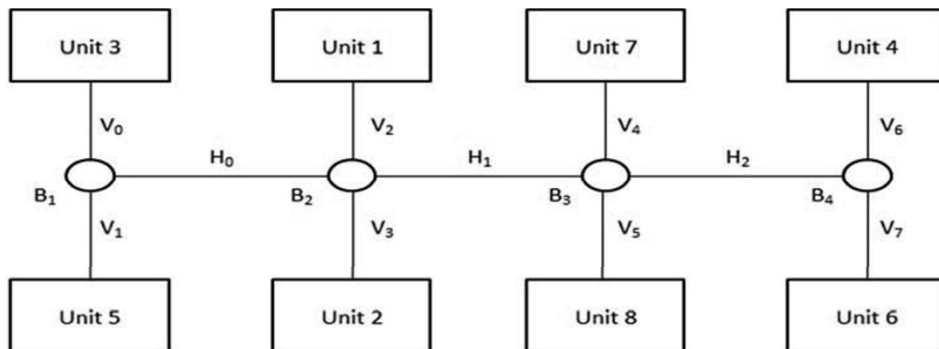 Unit 3 Unit 1 Unit 7 Unit 4
V₀ V₂ V₄ V₆
H₀ H₁ H₂
B₁ B₂ B₃ B₄
V₁ V₃ V₅ V₇
Unit 5 Unit 2 Unit 8 Unit 6